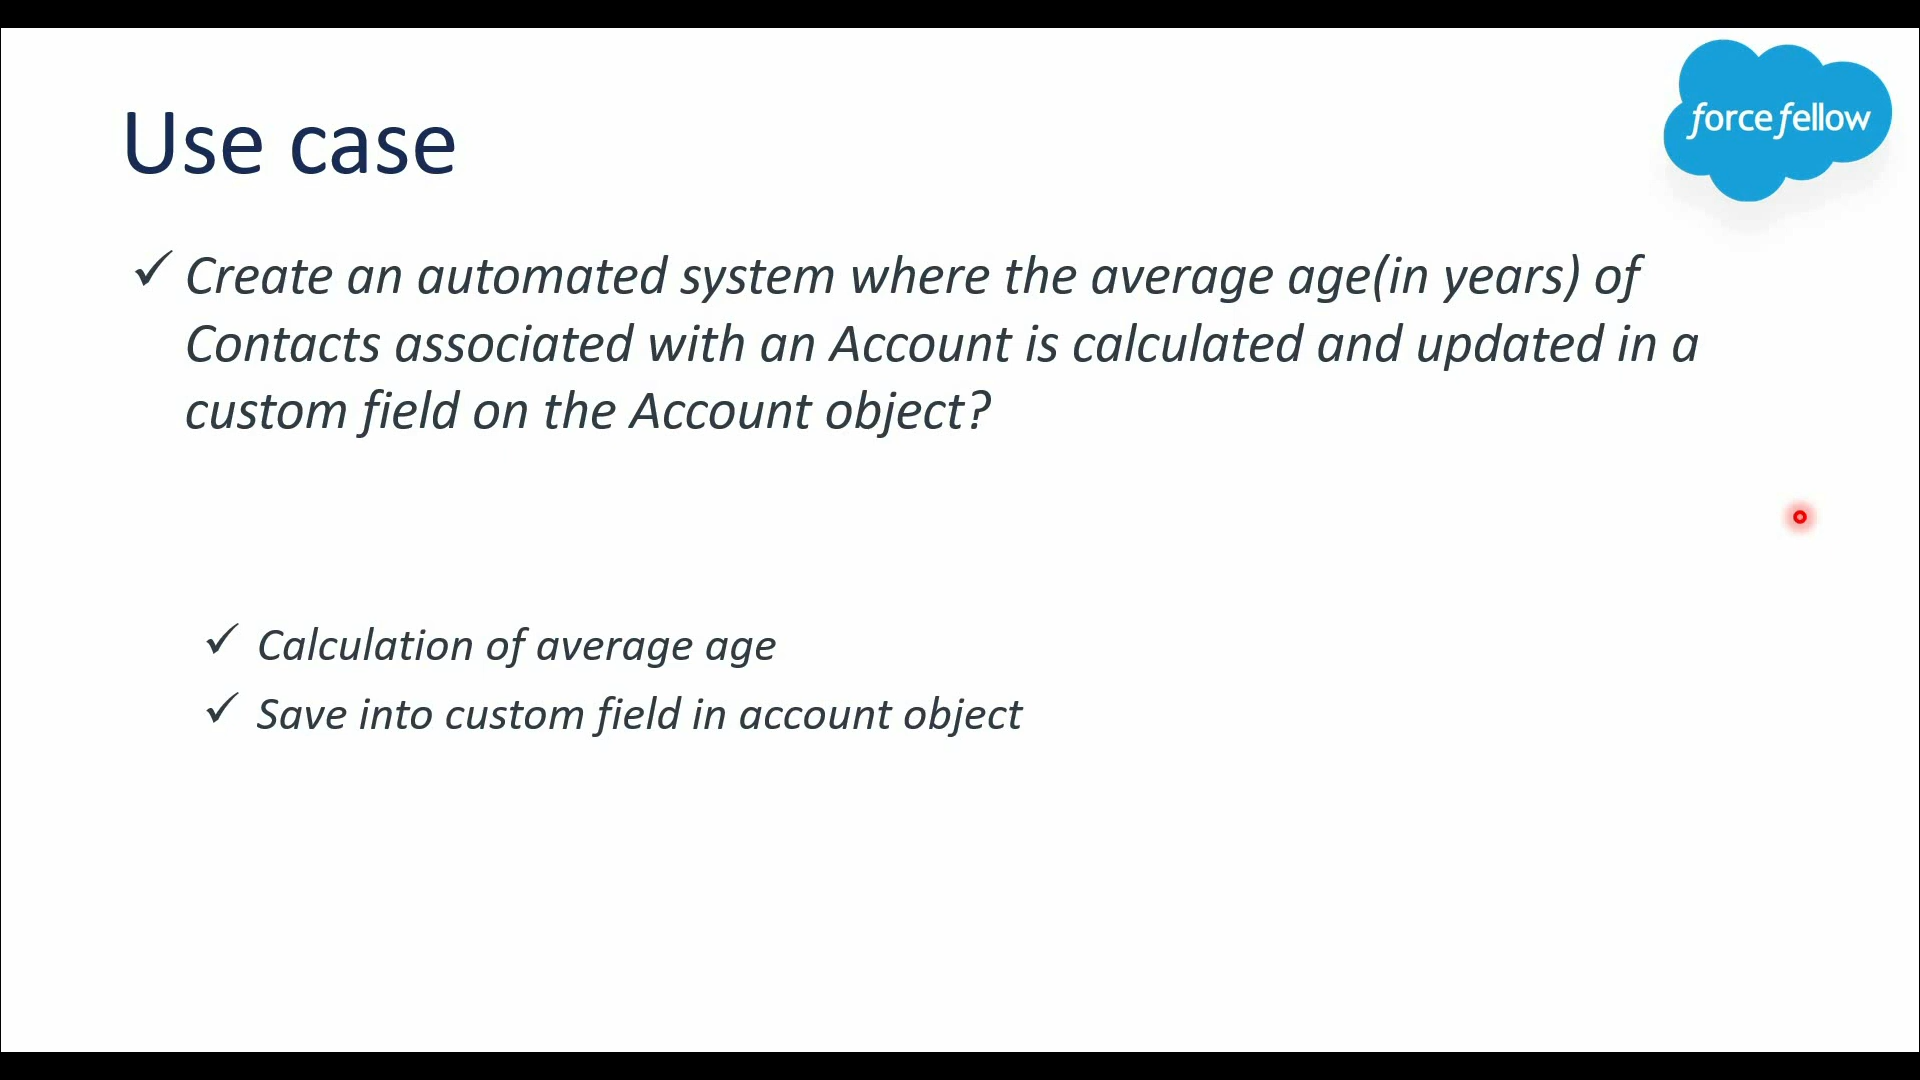 force fellow
Use case
✓ Create an automated system where the average age(in years) of
Contacts associated with an Account is calculated and updated in a
custom field on the Account object?
✓ Calculation of average age
✓ Save into custom field in account object